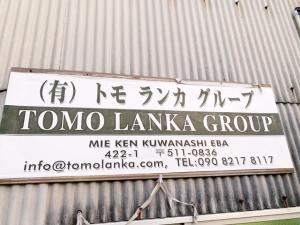 (有) トモ ランカ グループ
TOMO LANKA GROUP
MIE KEN KUWANASHI EBA
422-1 〒511-0836
info@tomolanka.com, TEL:090 8217 8117